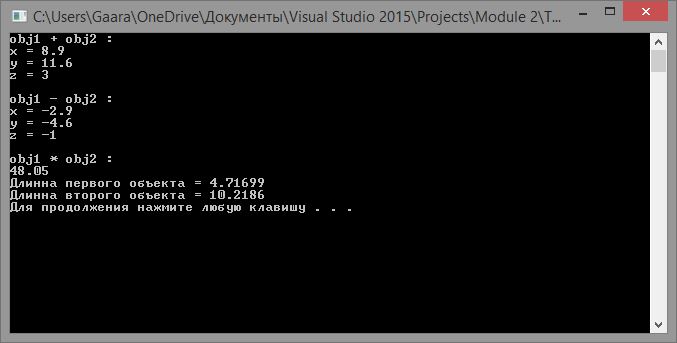 C:\Users\Gaara\OneDrive\Документы\Visual Studio 2015\Projects\Module 2\T...
obj1 + obj2 :
x = 8.9
y = 11.6
z = 3
obj1 - obj2 :
x = -2.9
y = -4.6
z = -1
obj1 * obj2 :
48.05
Длинна первого объекта = 4.71699
Длинна второго объекта = 10.2186
Для продолжения нажмите любую клавишу . . .